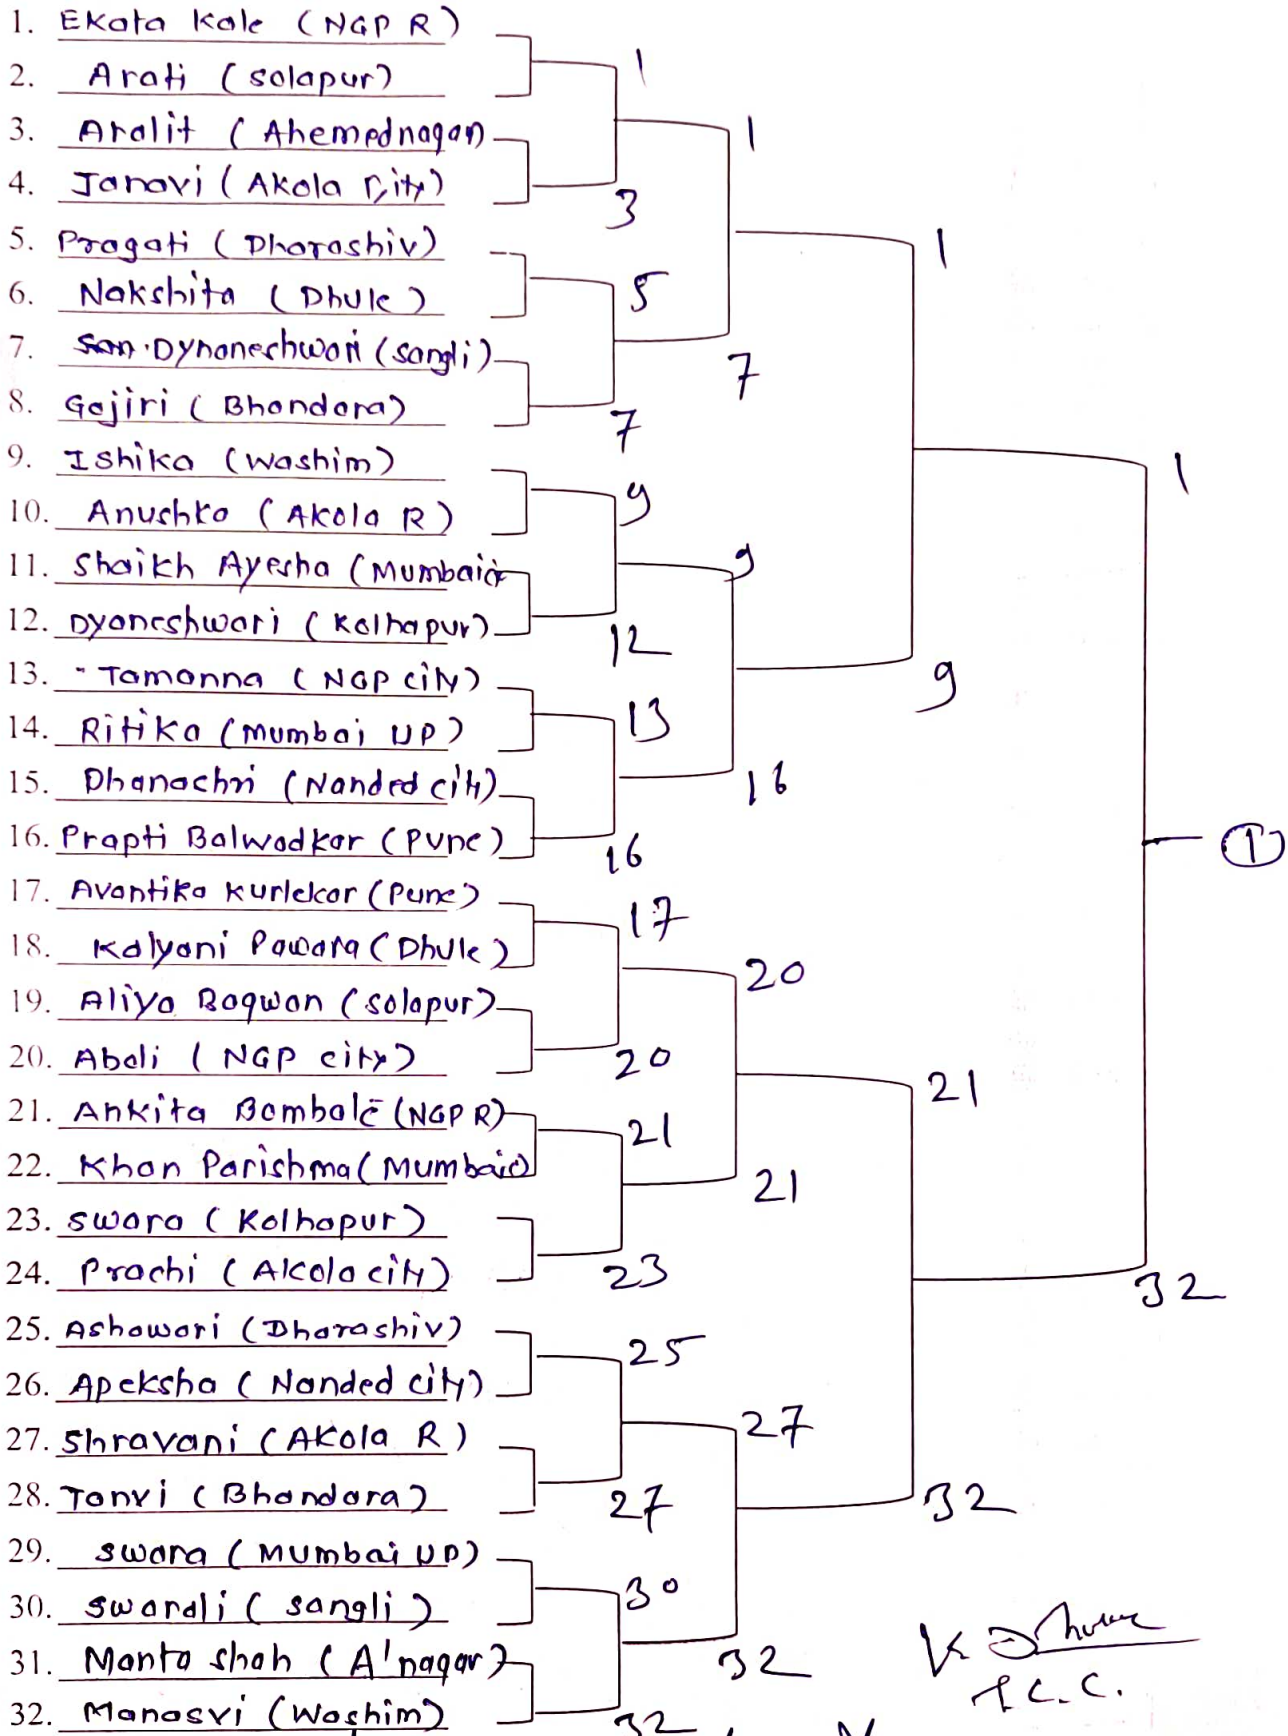 1. Ekata Kale (NGP R)
2. Arati (Solapur)
3. Aralit (Ahemednagar)
4. Janavi (Akola City)
5. Pragati (Dharashiv)
6. Nakshita (Dhule)
7. Dynaneshwari (Sangli)
8. Gojiri (Bhandara)
9. Ishika (Washim)
10. Anushka (Akola R)
11. Shaikh Ayesha (Mumbai
12. Dyaneshwari (Kolhapur)
13. Tamanna (NGP City)
14. Ritika (Mumbai UP)
15. Dhanachri (Nanded City)
16. Prapti Balwadkar (Pune)
17. Avantika Kurlekar (Pune)
18. Kalyani Pawara (Dhule)
19. Aliya Bagwan (Solapur)
20. Aboli (NGP City)
21. Ankita Bombale (NGP R)
22. Khan Parishma (Mumbai
23. Swara (Kolhapur)
24. Prachi (Akola City)
25. Ashawari (Dharashiv)
26. Apeksha (Nanded City)
27. Shravani (Akola R)
28. Tanvi (Bhandara)
29. Swara (Mumbai UP)
30. Swarali (Sangli)
31. Manta Shah (A'nagar)
32. Manasvi (Washim)
1
3
5
7
9
12
13
16
17
20
21
23
25
27
30
32
1
7
9
16
20
21
27
32
1
9
21
32
1
32
1
T.C.C.